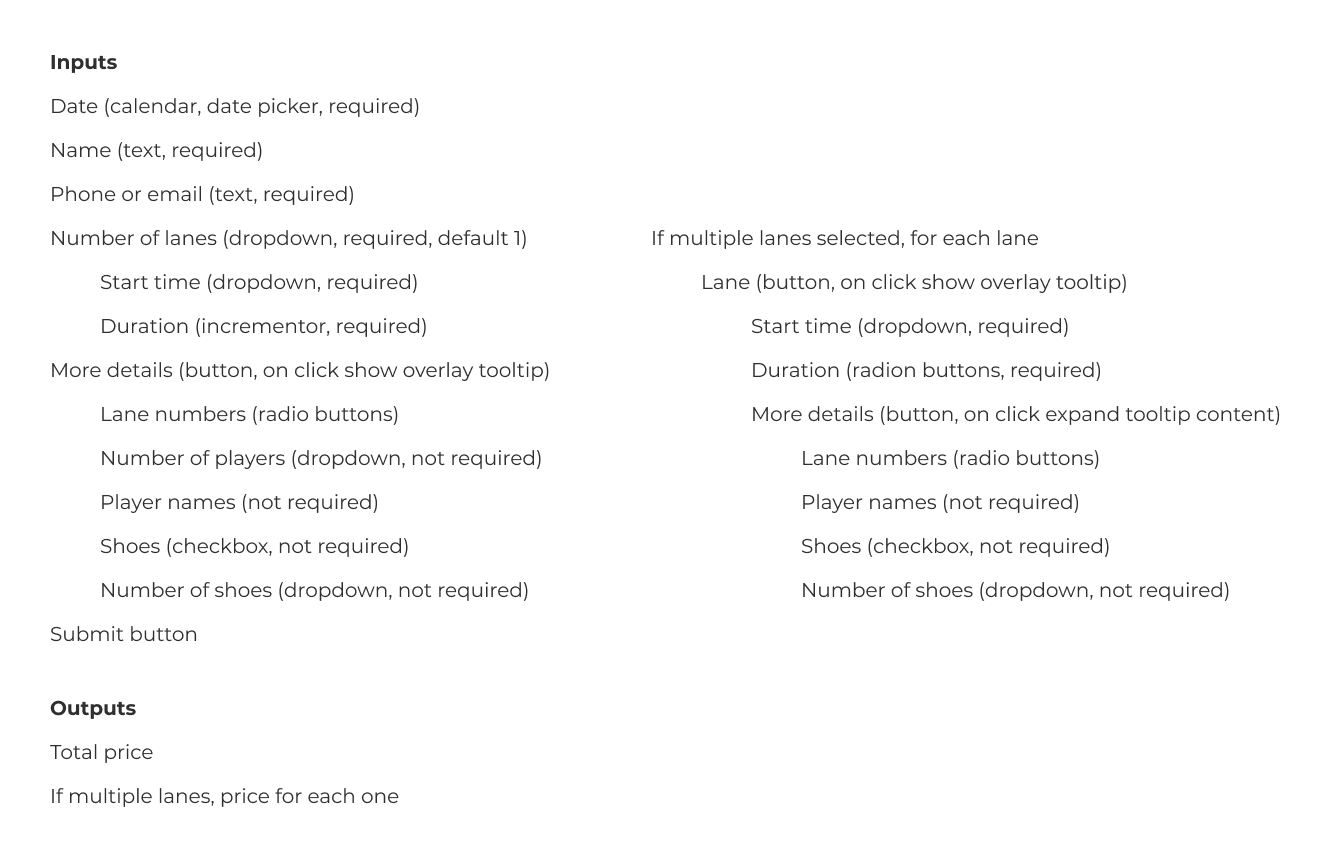 Inputs
Date (calendar, date picker, required)
Name (text, required)
Phone or email (text, required)
Number of lanes (dropdown, required, default 1)
Start time (dropdown, required)
Duration (incrementor, required)
More details (button, on click show overlay tooltip)
Lane numbers (radio buttons)
Number of players (dropdown, not required)
Player names (not required)
Shoes (checkbox, not required)
Number of shoes (dropdown, not required)
Submit button
If multiple lanes selected, for each lane
Lane (button, on click show overlay tooltip)
Start time (dropdown, required)
Duration (radion buttons, required)
More details (button, on click expand tooltip content)
Lane numbers (radio buttons)
Player names (not required)
Shoes (checkbox, not required)
Number of shoes (dropdown, not required)
Outputs
Total price
If multiple lanes, price for each one